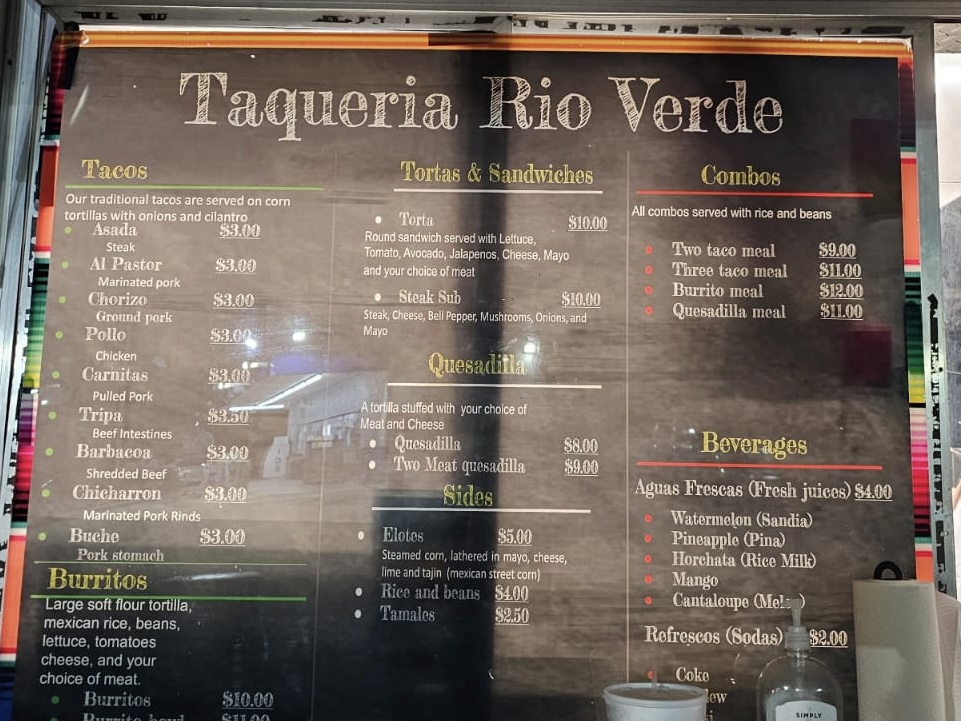 Taqueria Rio Verde
Tacos
Our traditional tacos are served on corn
tortillas with onions and cilantro
Asada $3.00
Steak
Al Pastor $3.00
Marinated pork
Chorizo $3.00
Ground pork
Pollo $3.00
Chicken
Carnitas $3.00
Pulled Pork
Tripa $3.50
Beef Intestines
Barbacoa $3.00
Shredded Beef
Chicharron $3.00
Marinated Pork Rinds
Buche $3.00
Pork stomach
Burritos
Large soft flour tortilla,
mexican rice, beans,
lettuce, tomatoes
cheese, and your
choice of meat.
Burritos $10.00
Tortas & Sandwiches
Torta $10.00
Round sandwich served with Lettuce,
Tomato, Avocado, Jalapenos, Cheese, Mayo
and your choice of meat
Steak Sub $10.00
Steak, Cheese, Bell Pepper, Mushrooms, Onions, and
Mayo
Quesadilla
A tortilla stuffed with your choice of
Meat and Cheese
Quesadilla $8.00
Two Meat quesadilla $9.00
Sides
Elotes $5.00
Steamed corn, lathered in mayo, cheese,
lime and tajin (mexican street corn)
Rice and beans $4.00
Tamales $2.50
Combos
All combos served with rice and beans
Two taco meal $9.00
Three taco meal $11.00
Burrito meal $12.00
Quesadilla meal $11.00
Beverages
Aguas Frescas (Fresh juices) $4.00
Watermelon (Sandia)
Pineapple (Pina)
Horchata (Rice Milk)
Mango
Cantaloupe
Refrescos (Sodas) $2.00
Coke
SIMPLY